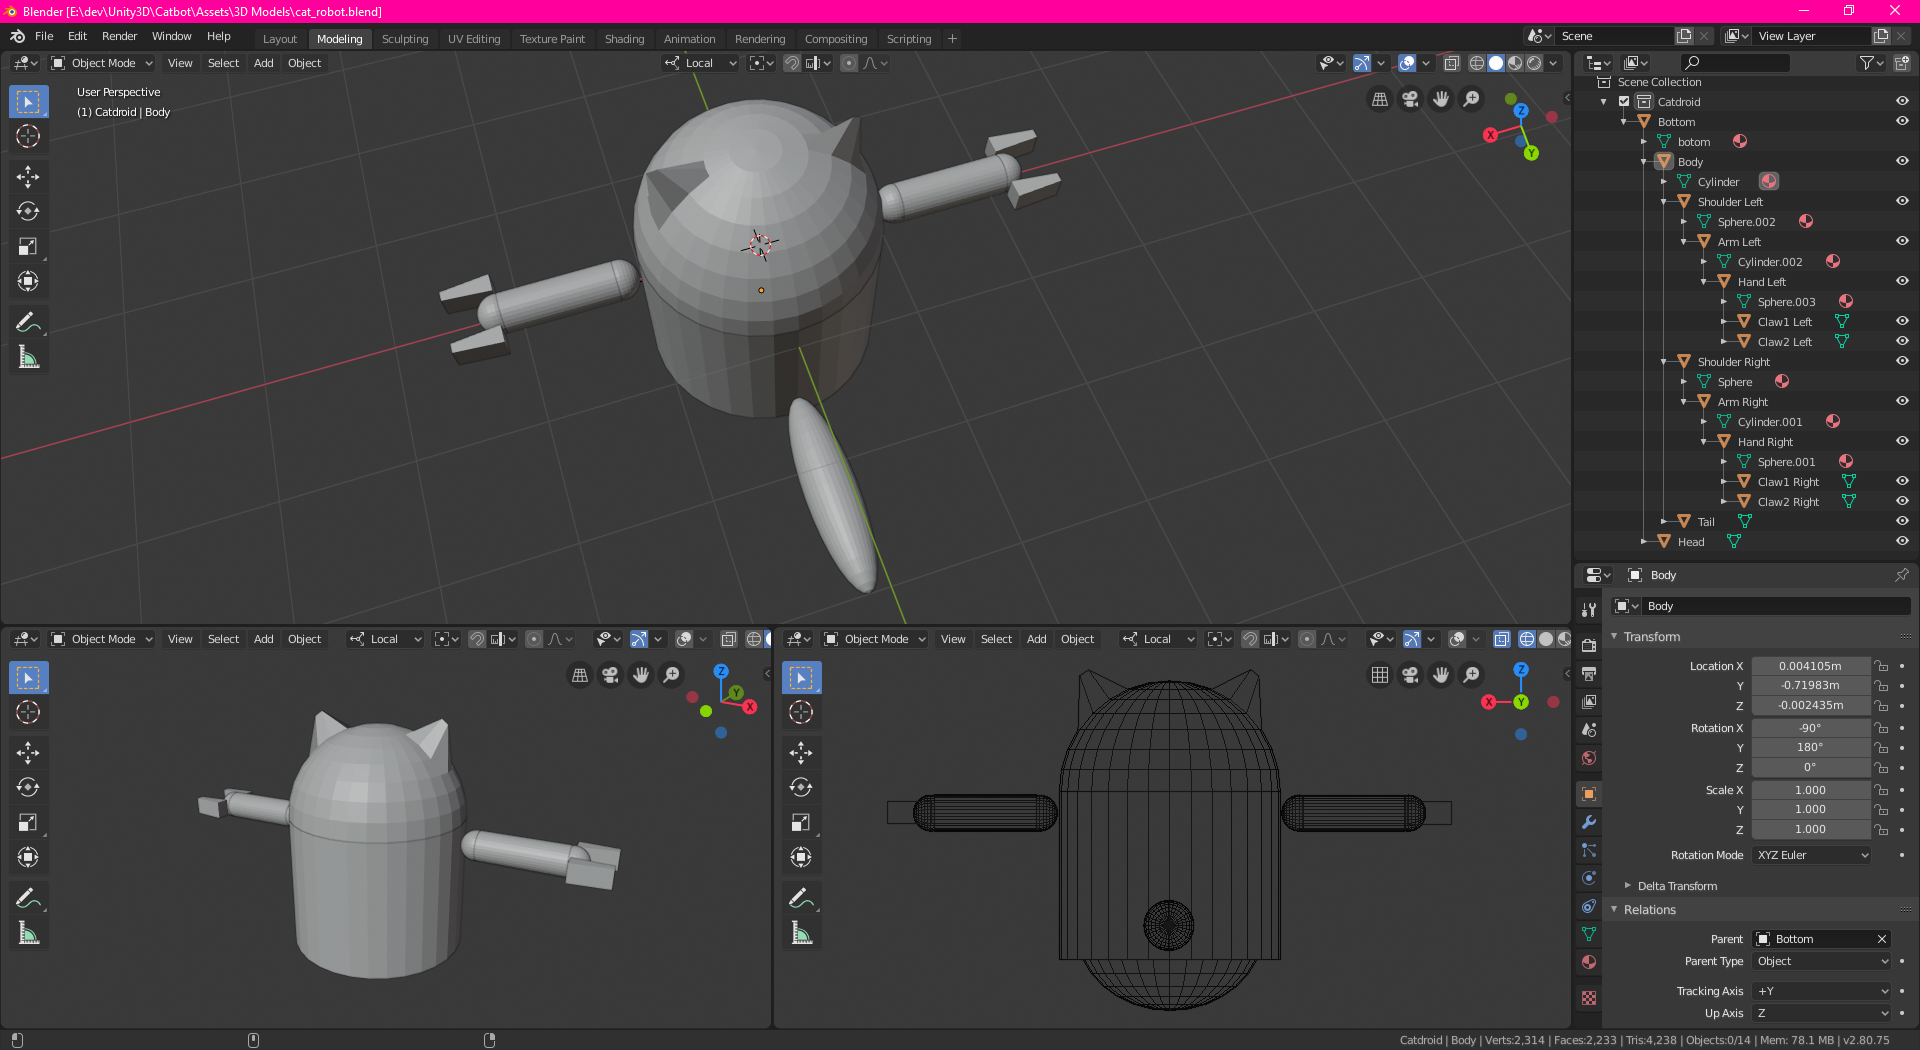 Blender [E:\dev\Unity3D\Catbot\Assets\3D Models\cat_robot.blend]
File Edit Render Window Help
Layout Modeling Sculpting UV Editing Texture Paint Shading Animation Rendering Compositing Scripting +
Scene
View Layer
Object Mode View Select Add Object Local
User Perspective
(1) Catdroid | Body
Z
X
Y
Scene Collection
Catdroid
Bottom
botom
Body
Cylinder
Shoulder Left
Sphere.002
Arm Left
Cylinder.002
Hand Left
Sphere.003
Claw1 Left
Claw2 Left
Shoulder Right
Sphere
Arm Right
Cylinder.001
Hand Right
Sphere.001
Claw1 Right
Claw2 Right
Tail
Head
Body
Body
Transform
Location X 0.004105m
Y -0.71983m
Z -0.002435m
Rotation X -90°
Y 180°
Z 0°
Scale X 1.000
Y 1.000
Z 1.000
Rotation Mode XYZ Euler
Delta Transform
Relations
Parent Bottom
Parent Type Object
Tracking Axis +Y
Up Axis Z
Object Mode View Select Add Object Local
Z
Y
X
Object Mode View Select Add Object Local
Z
X
Y
Catdroid | Body | Verts:2,314 | Faces:2,233 | Tris:4,238 | Objects:0/14 | Mem: 78.1 MB | v2.80.75